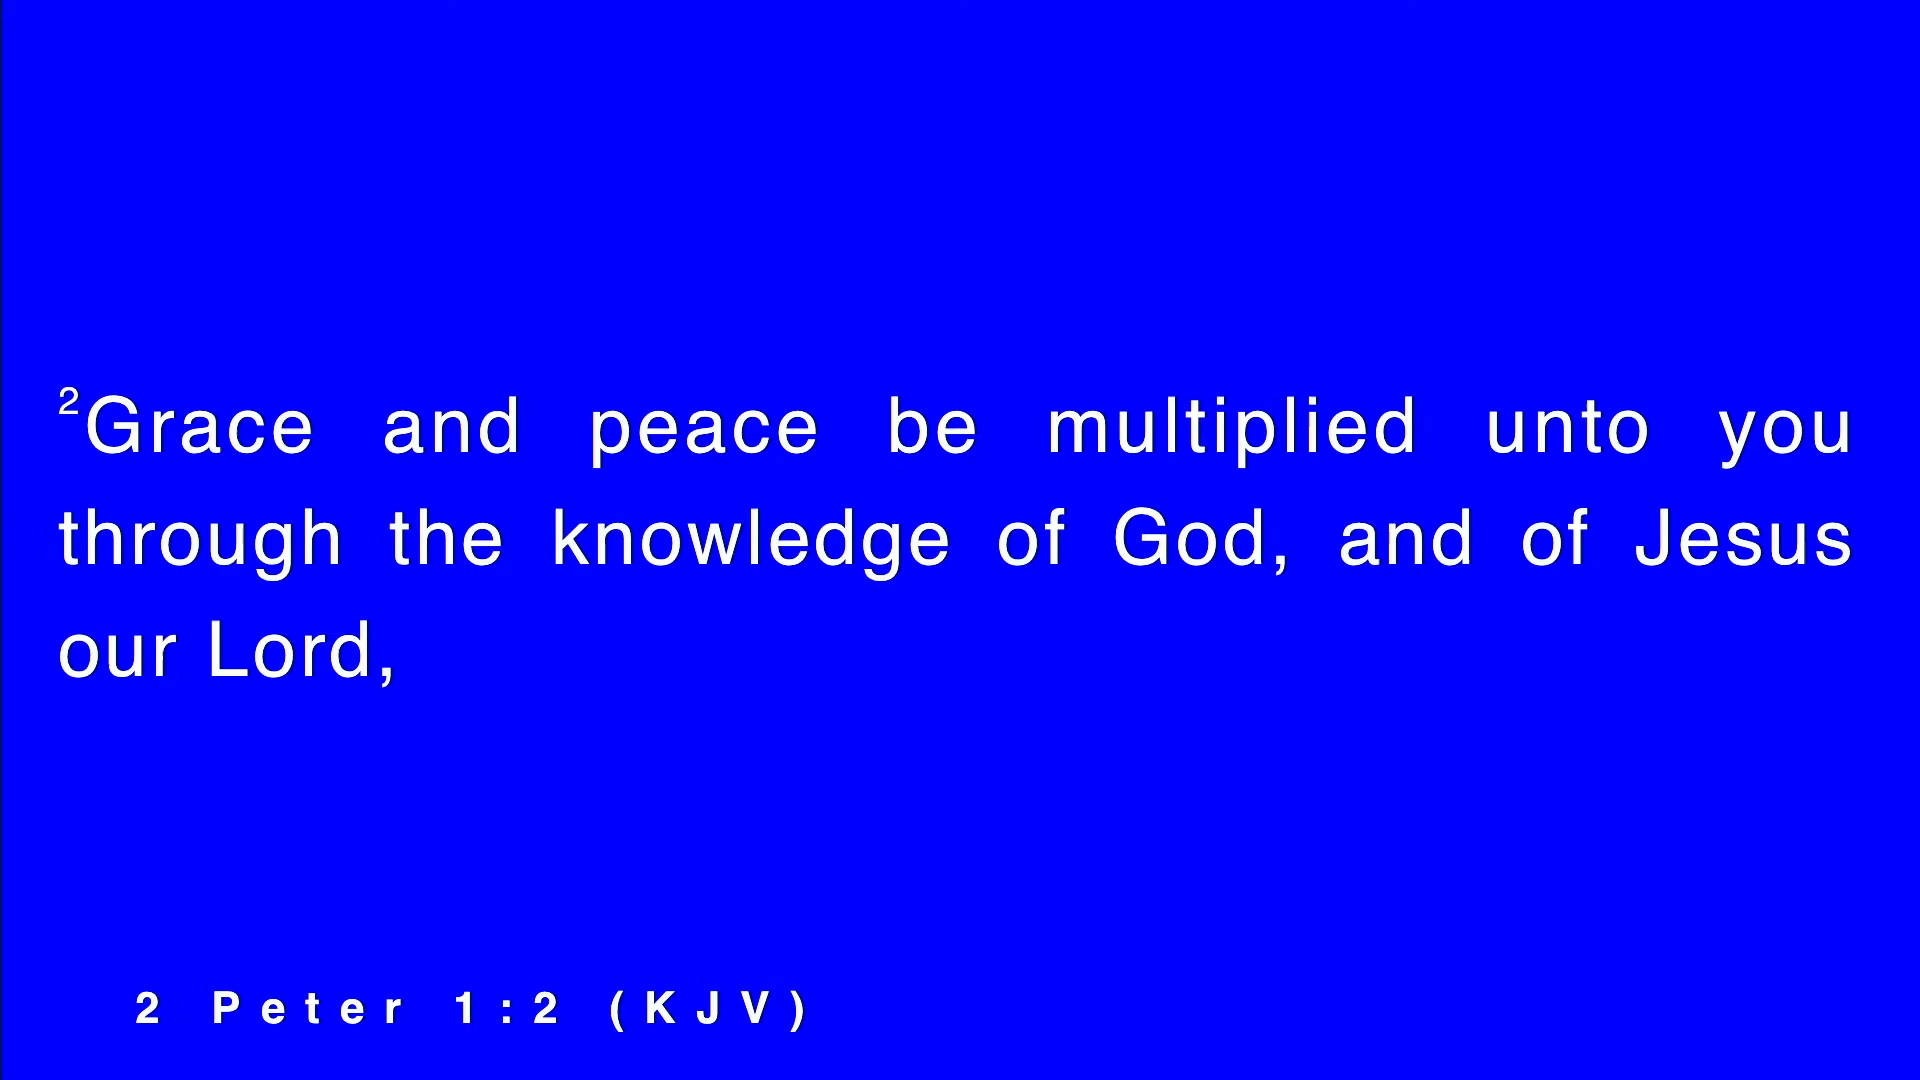 ²Grace and peace be multiplied unto you
through the knowledge of God, and of Jesus
our Lord,
2 Peter 1:2 (KJV)